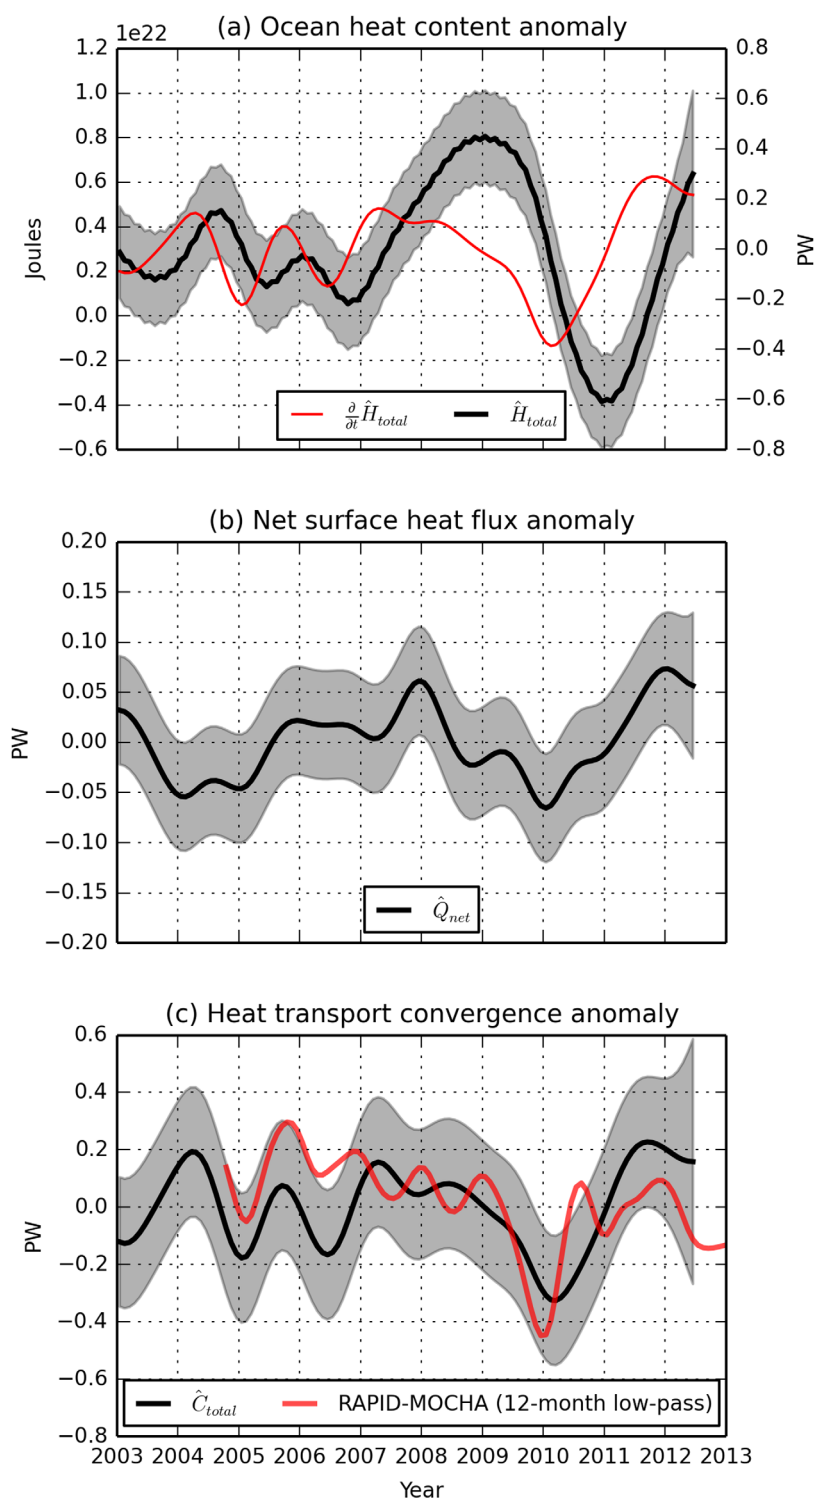 (a) Ocean heat content anomaly
1e22
1.2
1.0
0.8
0.6
0.4
0.2
0.0
−0.2
−0.4
−0.6
Joules
0.8
0.6
0.4
0.2
0.0
−0.2
−0.4
−0.6
−0.8
PW
∂/∂t Ĥ_total Ĥ_total
(b) Net surface heat flux anomaly
0.20
0.15
0.10
0.05
0.00
−0.05
−0.10
−0.15
−0.20
PW
Q̂_net
(c) Heat transport convergence anomaly
0.6
0.4
0.2
0.0
−0.2
−0.4
−0.6
−0.8
PW
Ĉ_total RAPID-MOCHA (12-month low-pass)
2003 2004 2005 2006 2007 2008 2009 2010 2011 2012 2013
Year